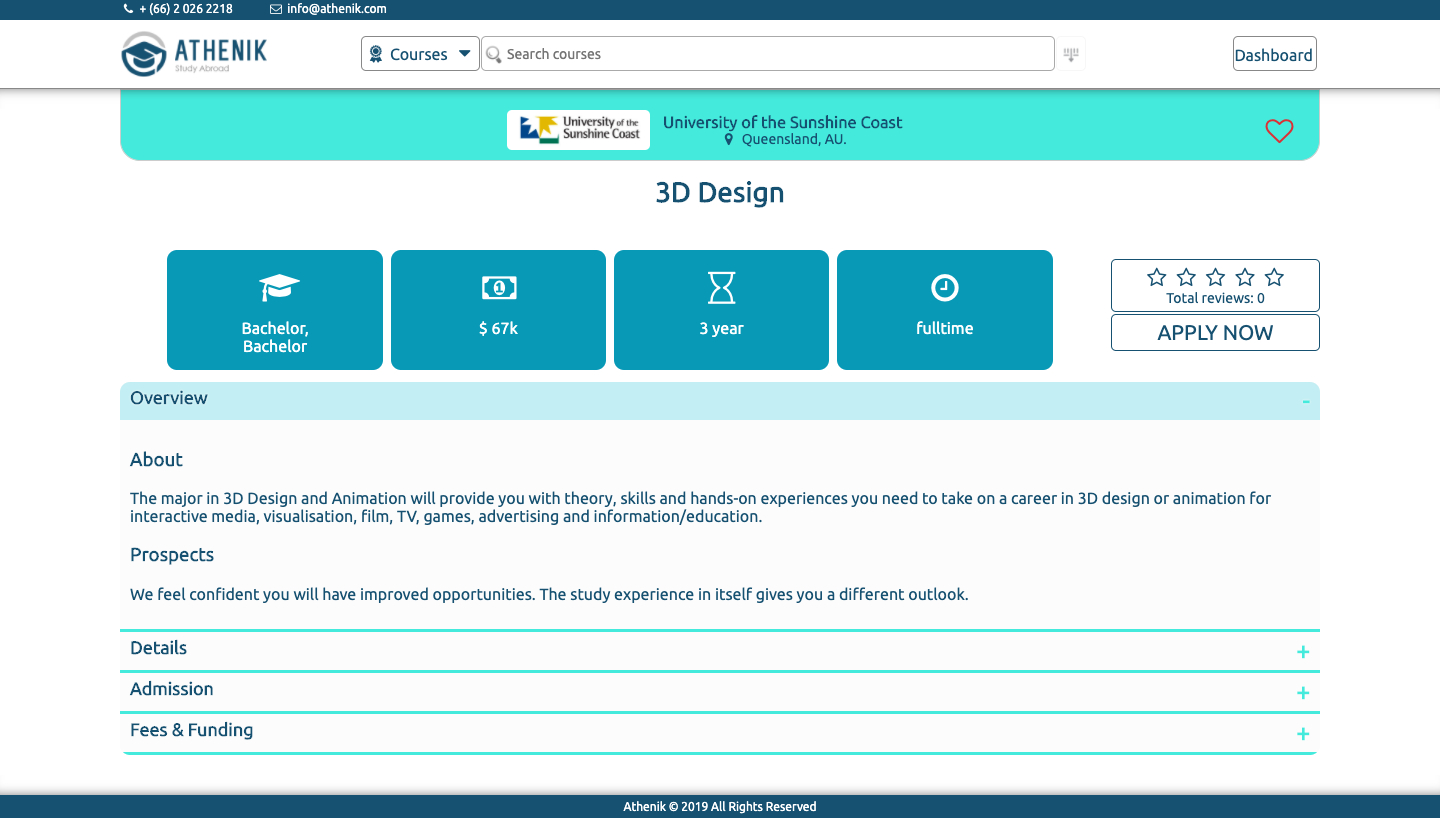 + (66) 2 026 2218 info@athenik.com
ATHENIK
Study Abroad
Courses
Search courses
Dashboard
University of the
Sunshine Coast
University of the Sunshine Coast
Queensland, AU.
3D Design
Bachelor,
Bachelor
1
$ 67k
3 year
fulltime
Total reviews: 0
APPLY NOW
Overview -
About
The major in 3D Design and Animation will provide you with theory, skills and hands-on experiences you need to take on a career in 3D design or animation for
interactive media, visualisation, film, TV, games, advertising and information/education.
Prospects
We feel confident you will have improved opportunities. The study experience in itself gives you a different outlook.
Details +
Admission +
Fees & Funding +
Athenik © 2019 All Rights Reserved